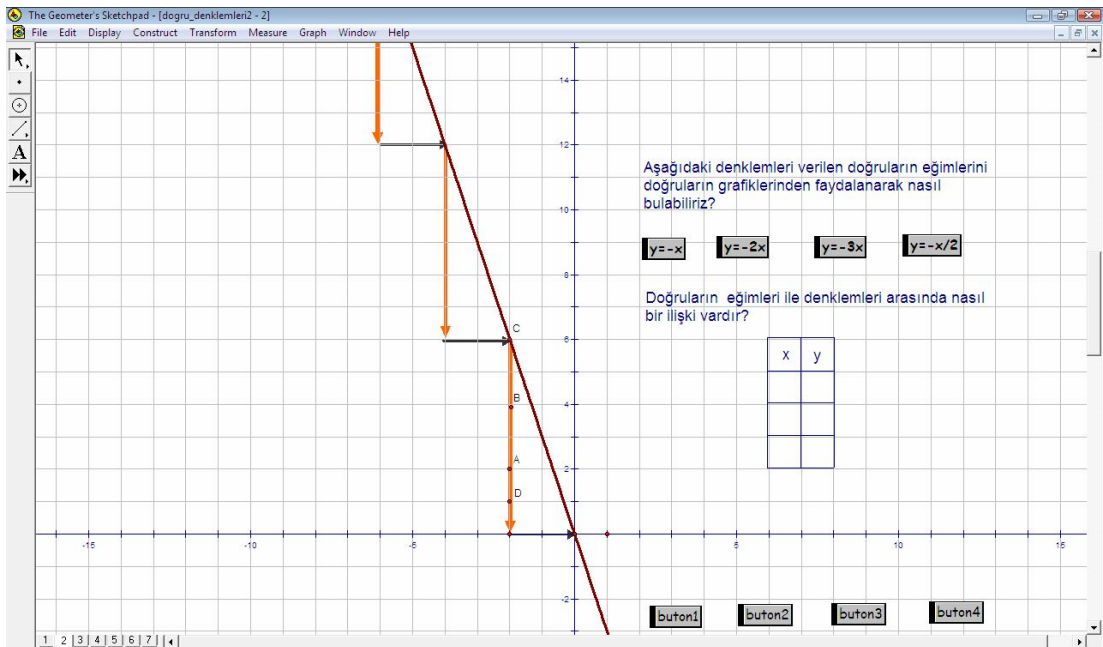 The Geometer's Sketchpad - [dogru_denklemleri2 - 2]
File Edit Display Construct Transform Measure Graph Window Help
14
12
10
8
6
4
2
-2
-15 -10 -5 5 10 15
C
B
A
D
Aşağıdaki denklemleri verilen doğruların eğimlerini
doğruların grafiklerinden faydalanarak nasıl
bulabiliriz?
y=-x y=-2x y=-3x y=-x/2
Doğruların eğimleri ile denklemleri arasında nasıl
bir ilişki vardır?
x y
buton1 buton2 buton3 buton4
A
1 2 3 4 5 6 7